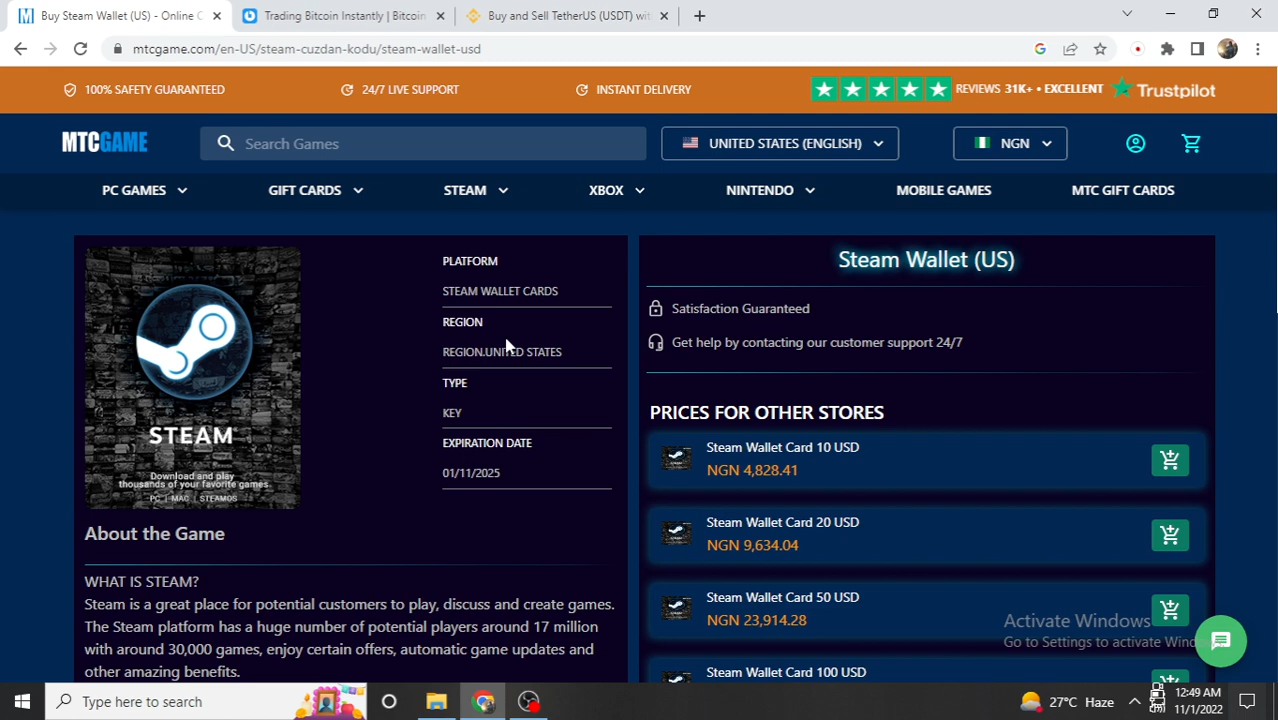 Buy Steam Wallet (US) - Online G
Trading Bitcoin Instantly | Bitcoin
Buy and Sell TetherUS (USDT) with
mtcgame.com/en-US/steam-cuzdan-kodu/steam-wallet-usd
100% SAFETY GUARANTEED
24/7 LIVE SUPPORT
INSTANT DELIVERY
REVIEWS 31K+ • EXCELLENT
Trustpilot
MTCGAME
Search Games
UNITED STATES (ENGLISH)
NGN
PC GAMES
GIFT CARDS
STEAM
XBOX
NINTENDO
MOBILE GAMES
MTC GIFT CARDS
STEAM
Download and play
thousands of your favorite games
PC | MAC | STEAMOS
PLATFORM
STEAM WALLET CARDS
REGION
REGION.UNITED STATES
TYPE
KEY
EXPIRATION DATE
01/11/2025
About the Game
WHAT IS STEAM?
Steam is a great place for potential customers to play, discuss and create games.
The Steam platform has a huge number of potential players around 17 million
with around 30,000 games, enjoy certain offers, automatic game updates and
other amazing benefits.
Steam Wallet (US)
Satisfaction Guaranteed
Get help by contacting our customer support 24/7
PRICES FOR OTHER STORES
Steam Wallet Card 10 USD
NGN 4,828.41
Steam Wallet Card 20 USD
NGN 9,634.04
Steam Wallet Card 50 USD
NGN 23,914.28
Steam Wallet Card 100 USD
Activate Windows
Go to Settings to activate Wind
Type here to search
27°C Haze
12:49 AM
11/1/2022